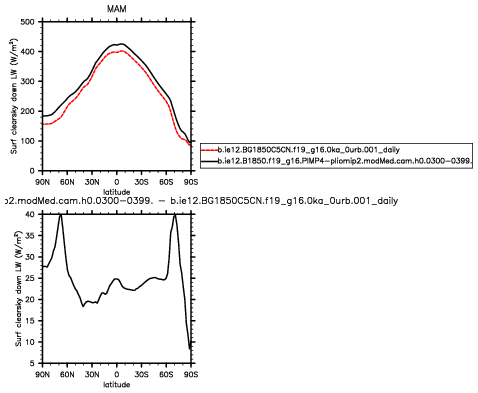 MAM
Surf clearsky down LW (W/m²)
500
400
300
200
100
0
90N 60N 30N 0 30S 60S 90S
latitude
b.ie12.BG1850C5CN.f19_g16.0ka_0urb.001_daily
b.ie12.B1850.f19_g16.PlMP4-pliomip2.modMed.cam.h0.0300-0399.
p2.modMed.cam.h0.0300-0399. - b.ie12.BG1850C5CN.f19_g16.0ka_0urb.001_daily
Surf clearsky down LW (W/m²)
40
35
30
25
20
15
10
5
90N 60N 30N 0 30S 60S 90S
latitude